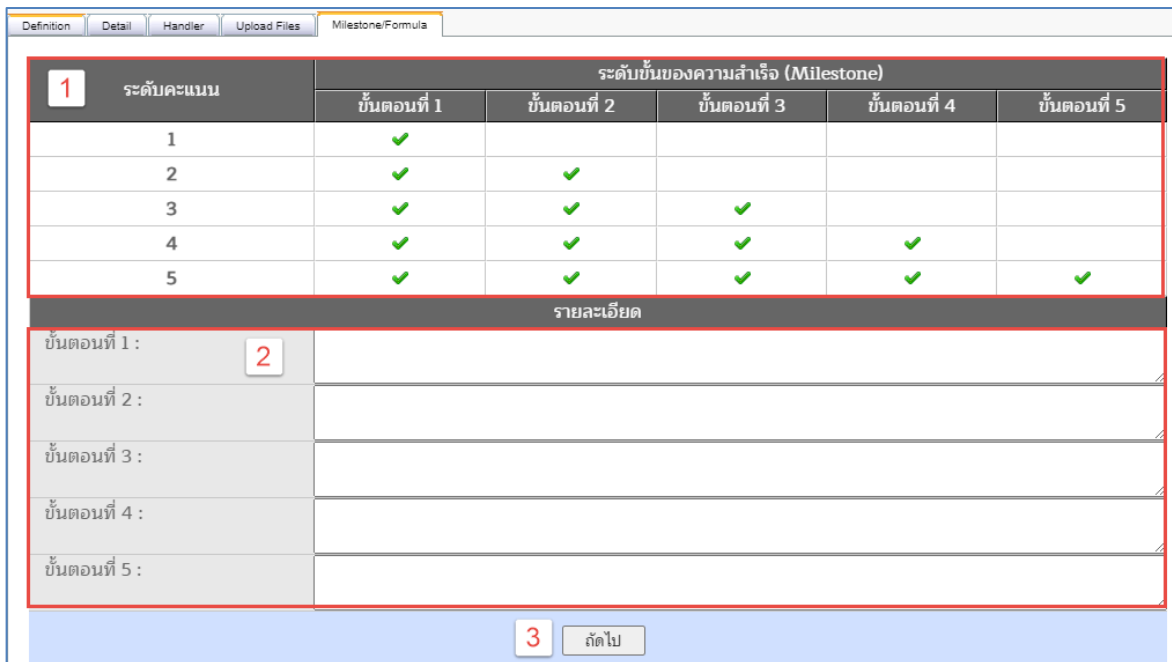 Definition Detail Handler Upload Files Milestone/Formula
1 ระดับคะแนน ระดับขั้นของความสำเร็จ (Milestone)
ขั้นตอนที่ 1 ขั้นตอนที่ 2 ขั้นตอนที่ 3 ขั้นตอนที่ 4 ขั้นตอนที่ 5
1
2
3
4
5
รายละเอียด
ขั้นตอนที่ 1 : 2
ขั้นตอนที่ 2 :
ขั้นตอนที่ 3 :
ขั้นตอนที่ 4 :
ขั้นตอนที่ 5 :
3 ถัดไป